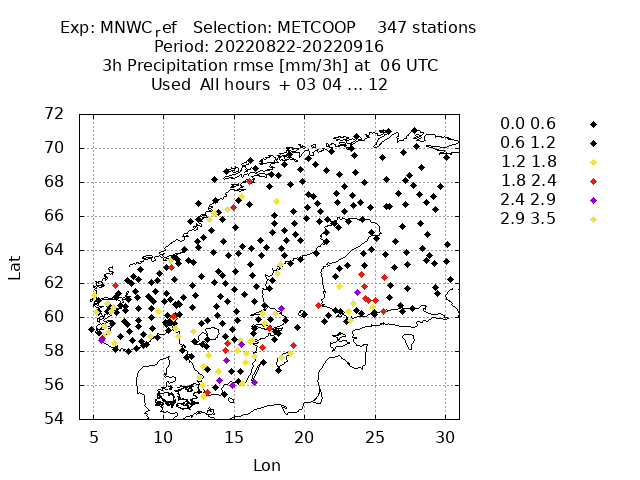 Exp: MNWC_ref Selection: METCOOP 347 stations
Period: 20220822-20220916
3h Precipitation rmse [mm/3h] at 06 UTC
Used All hours + 03 04 ... 12
72
70
68
66
64
62
60
58
56
54
5 10 15 20 25 30
Lat
Lon
0.0 0.6
0.6 1.2
1.2 1.8
1.8 2.4
2.4 2.9
2.9 3.5